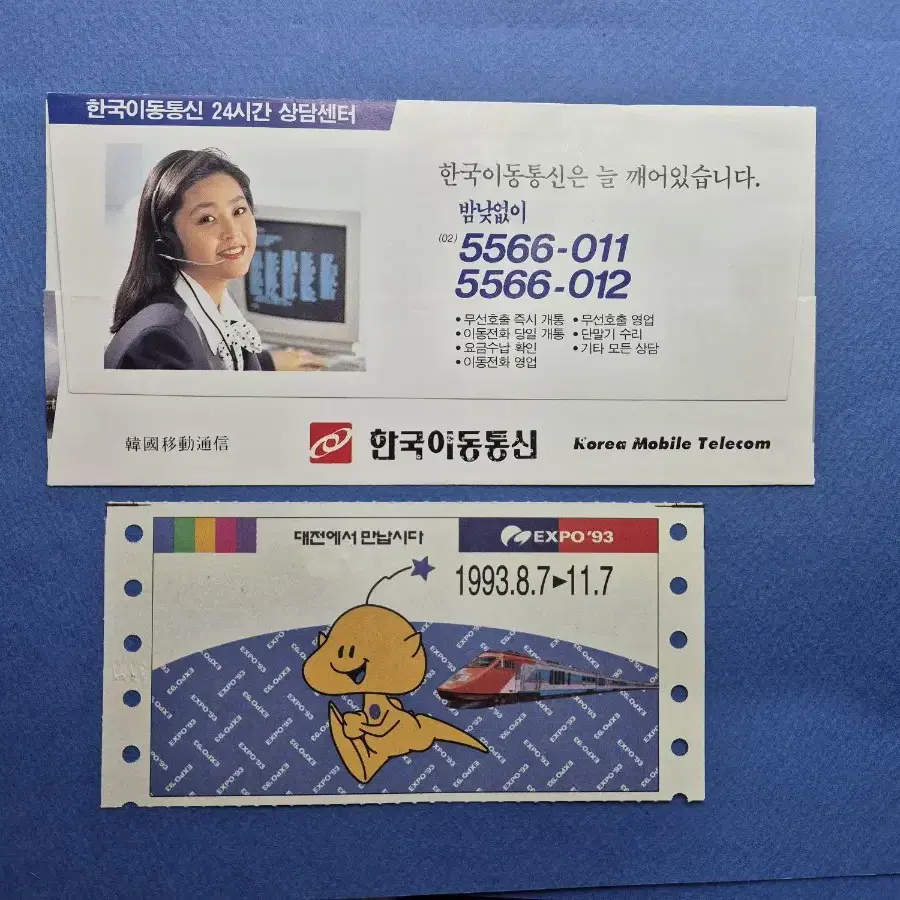 한국이동통신 24시간 상담센터
한국이동통신은 늘 깨어있습니다.
밤낮없이
(02) 5566-011
5566-012
• 무선호출 즉시 개통 • 무선호출 영업
• 이동전화 당일 개통 • 단말기 수리
• 요금수납 확인 • 기타 모든 상담
• 이동전화 영업
韓國移動通信 한국이동통신 Korea Mobile Telecom
대전에서 만납시다 EXPO'93
1993.8.7►11.7
EXPO'93